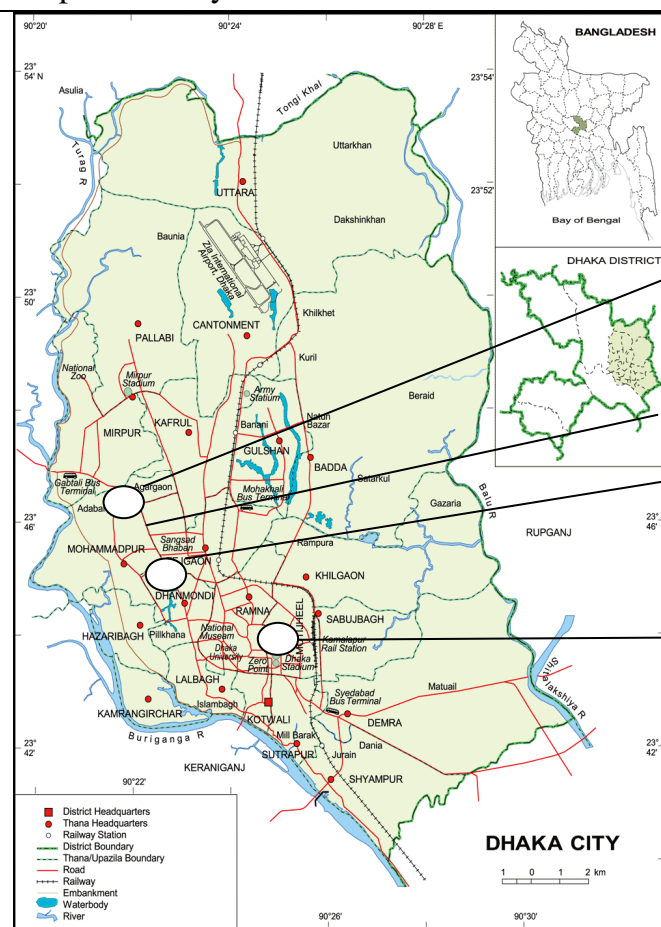 90°20'
90°24'
90°28' E
BANGLADESH
23°
54' N
23°54'
Asulia
Tongi Khal
Turag R
Uttarkhan
23°52'
UTTARA
Dakshinkhan
Bay of Bengal
Baunia
Zia International
Airport, Dhaka
DHAKA DISTRICT
23°
50'
Khilkhet
CANTONMENT
PALLABI
Kuril
National
Zoo
Mirpur
Stadium
Army
Statium
Beraid
Banani
Natun
Bazar
KAFRUL
MIRPUR
GULSHAN
BADDA
Gabtali Bus
Terminal
Agargaon
Mohakhali
Bus Terminal
Satarkul
Balu R
Gazaria
23°
46'
RUPGANJ
Rampura
MOHAMMADPUR
Sangsad
Bhaban
KHILGAON
DHANMONDI
RAMNA
SABUJBAGH
HAZARIBAGH
Pillkhana
National
Museam
Dhaka
University
Zero
Point
Dhaka
Stadium
Kamalapur
Rail Station
LALBAGH
Islambagh
Syedabad
Bus Terminal
Matuail
KAMRANGIRCHAR
KOTWALI
DEMRA
Buriganga R
Mill Barak
Dania
23°
42'
SUTRAPUR
Jurain
KERANIGANJ
SHYAMPUR
90°22'
District Headquarters
Thana Headquarters
Railway Station
District Boundary
Thana/Upazila Boundary
Road
Railway
Embankment
Waterbody
River
DHAKA CITY
1 0 1 2 km
90°26'
90°30'